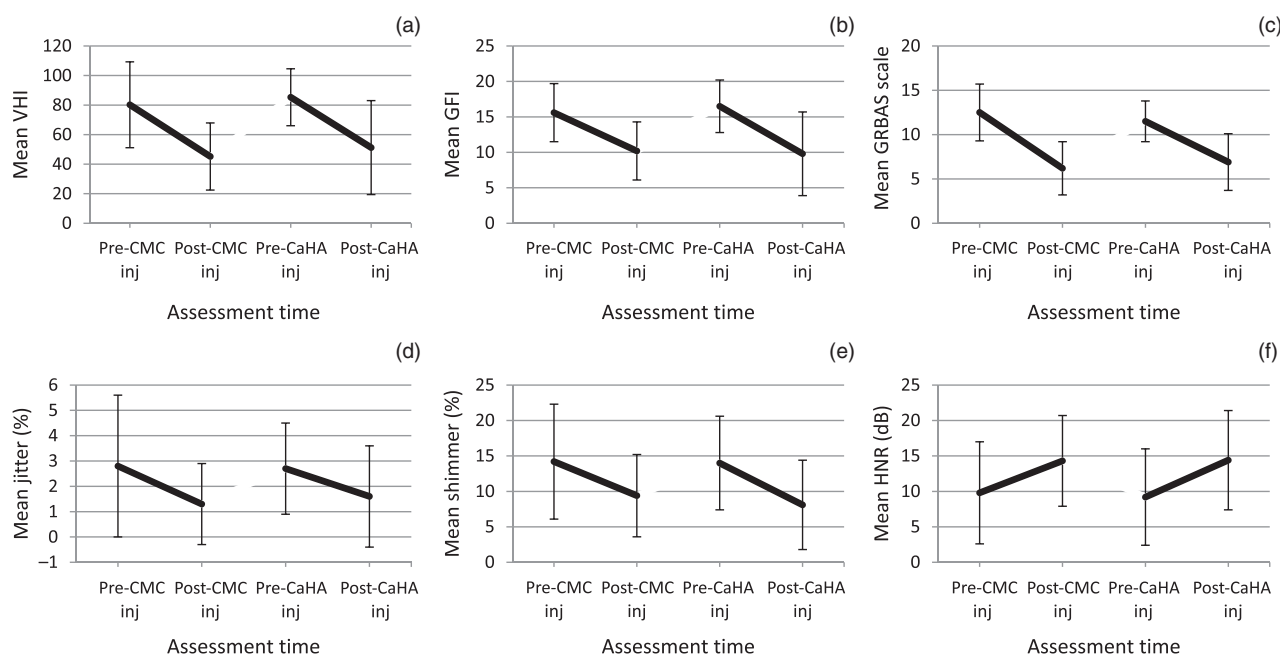 (a)
Mean VHI
120
100
80
60
40
20
0
Pre-CMC inj
Post-CMC inj
Pre-CaHA inj
Post-CaHA inj
Assessment time
(b)
Mean GFI
25
20
15
10
5
0
Pre-CMC inj
Post-CMC inj
Pre-CaHA inj
Post-CaHA inj
Assessment time
(c)
Mean GRBAS scale
20
15
10
5
0
Pre-CMC inj
Post-CMC inj
Pre-CaHA inj
Post-CaHA inj
Assessment time
(d)
Mean jitter (%)
6
5
4
3
2
1
0
−1
Pre-CMC inj
Post-CMC inj
Pre-CaHA inj
Post-CaHA inj
Assessment time
(e)
Mean shimmer (%)
25
20
15
10
5
0
Pre-CMC inj
Post-CMC inj
Pre-CaHA inj
Post-CaHA inj
Assessment time
(f)
Mean HNR (dB)
25
20
15
10
5
0
Pre-CMC inj
Post-CMC inj
Pre-CaHA inj
Post-CaHA inj
Assessment time